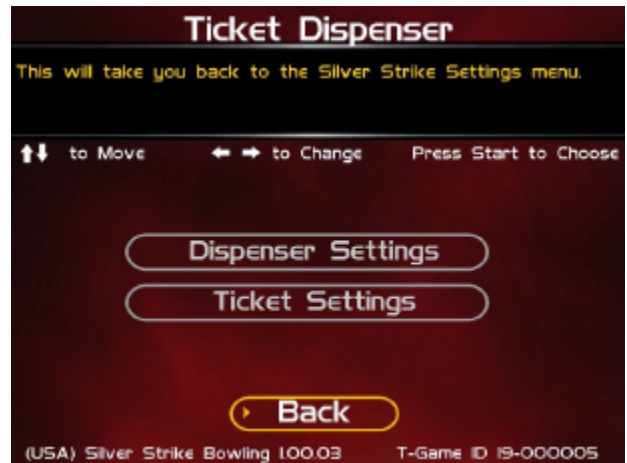 Ticket Dispenser
This will take you back to the Silver Strike Settings menu.
to Move to Change Press Start to Choose
Dispenser Settings
Ticket Settings
Back
(USA) Silver Strike Bowling 1.00.03 T-Game ID 19-000005